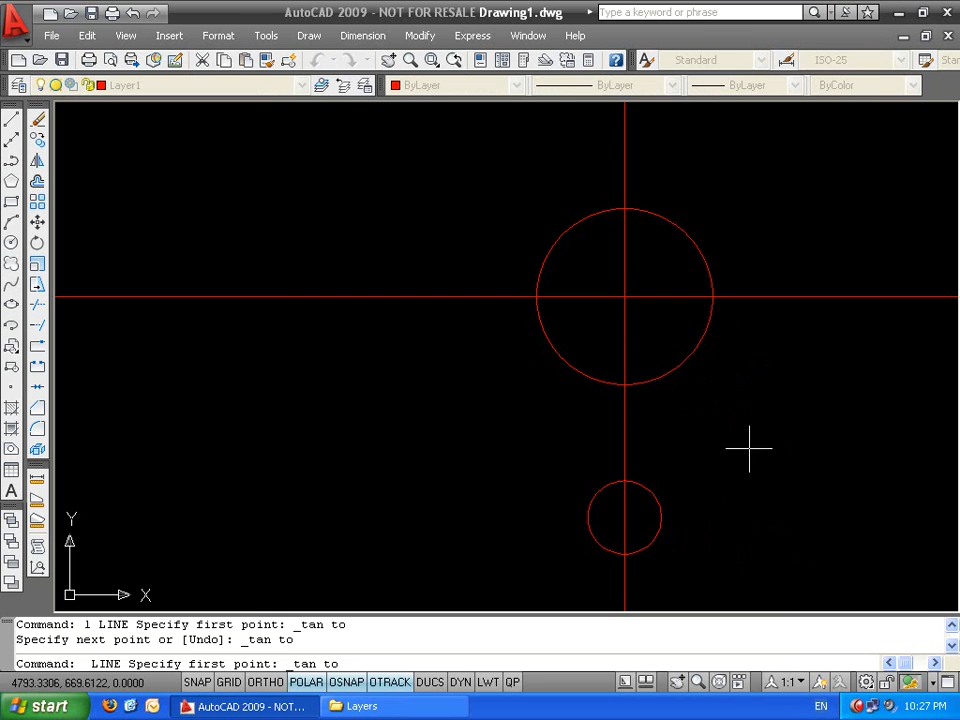 AutoCAD 2009 - NOT FOR RESALE Drawing1.dwg
Type a keyword or phrase
File Edit View Insert Format Tools Draw Dimension Modify Express Window Help
Standard
ISO-25
Stan
Layer1
ByLayer
ByLayer
ByLayer
ByColor
A
Y
X
Command: l LINE Specify first point: _tan to
Specify next point or [Undo]: _tan to
Command:  LINE Specify first point: _tan to
4793.3306, 669.6122, 0.0000
SNAP GRID ORTHO POLAR OSNAP OTRACK DUCS DYN LWT QP
1:1
start
AutoCAD 2009 - NOT...
Layers
EN
10:27 PM